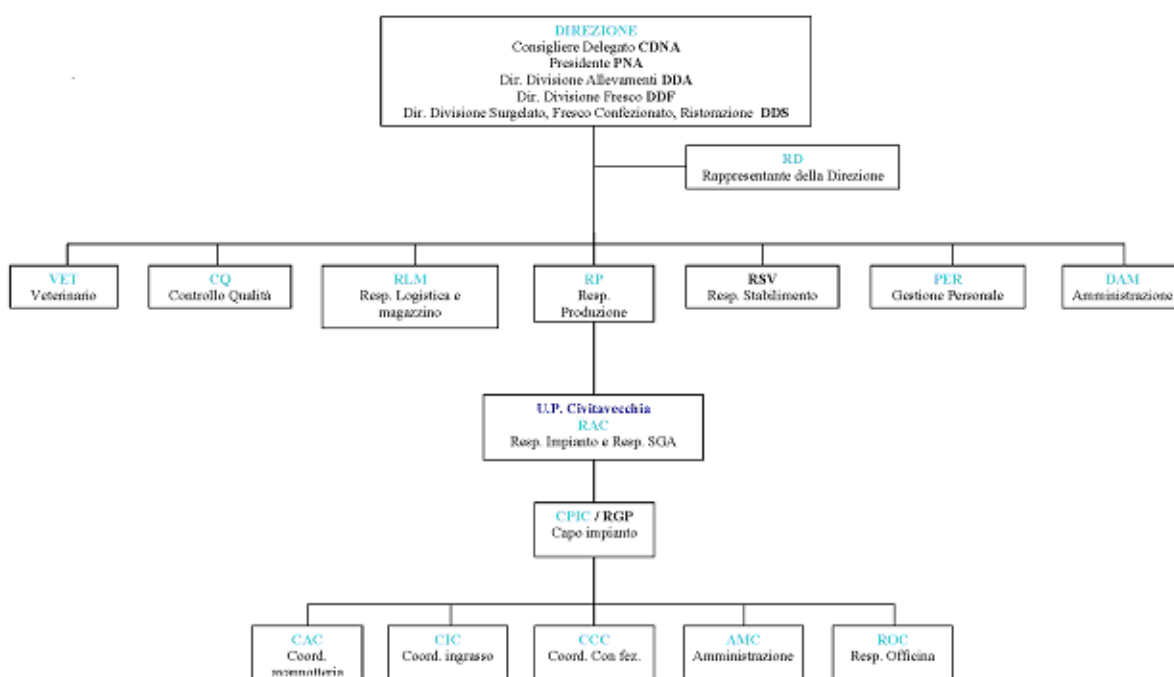 DIREZIONE
Consigliere Delegato CDNA
Presidente PNA
Dir. Divisione Allevamenti DDA
Dir. Divisione Fresco DDF
Dir. Divisione Surgelato, Fresco Confezionato, Ristorazione DDS
RD
Rappresentante della Direzione
VET
Veterinario
CQ
Controllo Qualità
RLM
Resp. Logistica e
magazzino
RP
Resp.
Produzione
RSV
Resp. Stabilimento
PER
Gestione Personale
DAM
Amministrazione
U.P. Civitavecchia
RAC
Resp. Impianto e Resp. SGA
CPIC / RGP
Capo impianto
CAC
Coord.
CIC
Coord. ingrasso
CCC
Coord. Con fez.
AMC
Amministrazione
ROC
Resp. Officina